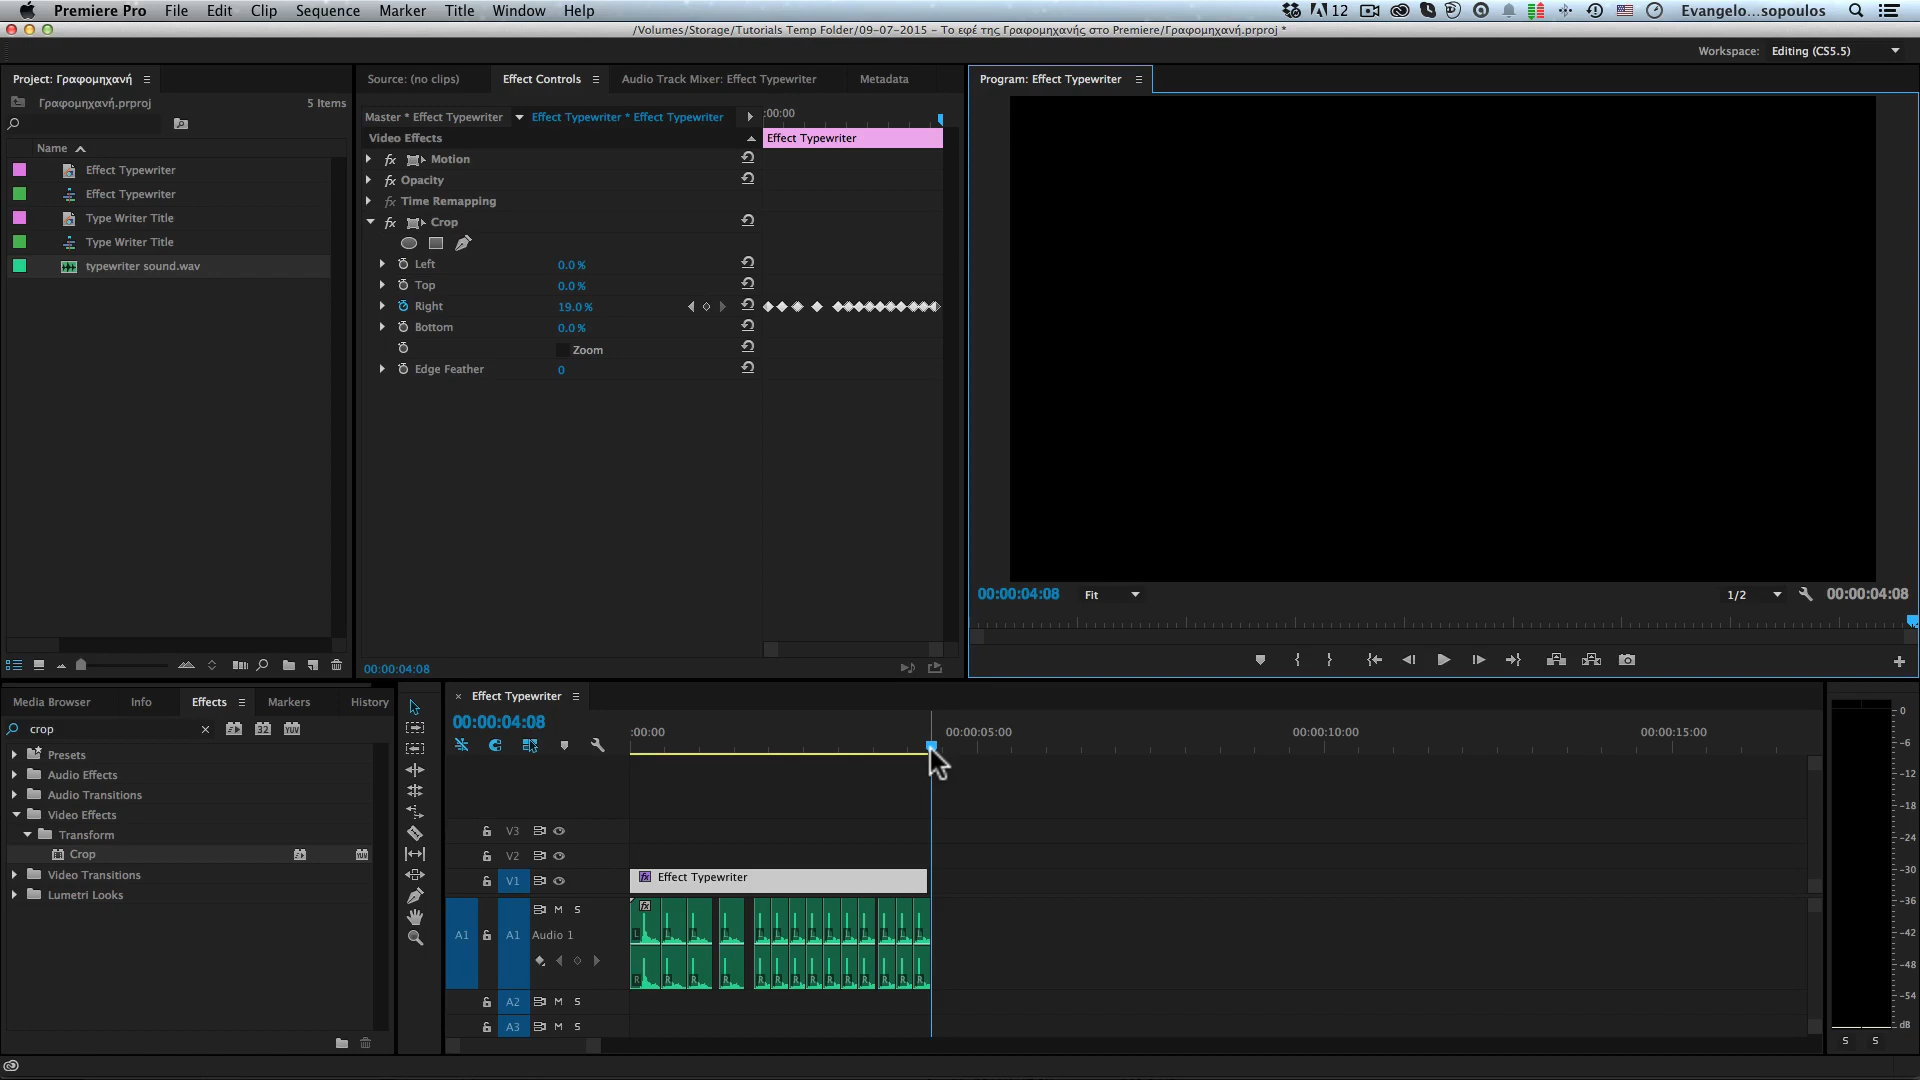 Premiere Pro File Edit Clip Sequence Marker Title Window Help 12 Evangelo...sopoulos
/Volumes/Storage/Tutorials Temp Folder/09-07-2015 - Το εφέ της Γραφομηχανής στο Premiere/Γραφομηχανή.prproj *
Workspace: Editing (CS5.5)
Project: Γραφομηχανή
Γραφομηχανή.prproj 5 Items
Name
Effect Typewriter
Effect Typewriter
Type Writer Title
Type Writer Title
typewriter sound.wav
Source: (no clips) Effect Controls Audio Track Mixer: Effect Typewriter Metadata
Master * Effect Typewriter Effect Typewriter * Effect Typewriter :00:00
Video Effects Effect Typewriter
fx Motion
fx Opacity
fx Time Remapping
fx Crop
Left 0.0 %
Top 0.0 %
Right 19.0 %
Bottom 0.0 %
Zoom
Edge Feather 0
00:00:04:08
Program: Effect Typewriter
00:00:04:08 Fit 1/2 00:00:04:08
Media Browser Info Effects Markers History
crop 32 YUV
Presets
Audio Effects
Audio Transitions
Video Effects
Transform
Crop
Video Transitions
Lumetri Looks
Effect Typewriter
00:00:04:08
:00:00 00:00:05:00 00:00:10:00 00:00:15:00
V3
V2
V1 fx Effect Typewriter
A1 A1 M S fx
Audio 1
L L L L L L L L L L L L L L
R R R R R R R R R R R R R R
A2 M S
A3 M S
0
-6
-12
-18
-24
-30
-36
-42
-48
-54
dB
S S